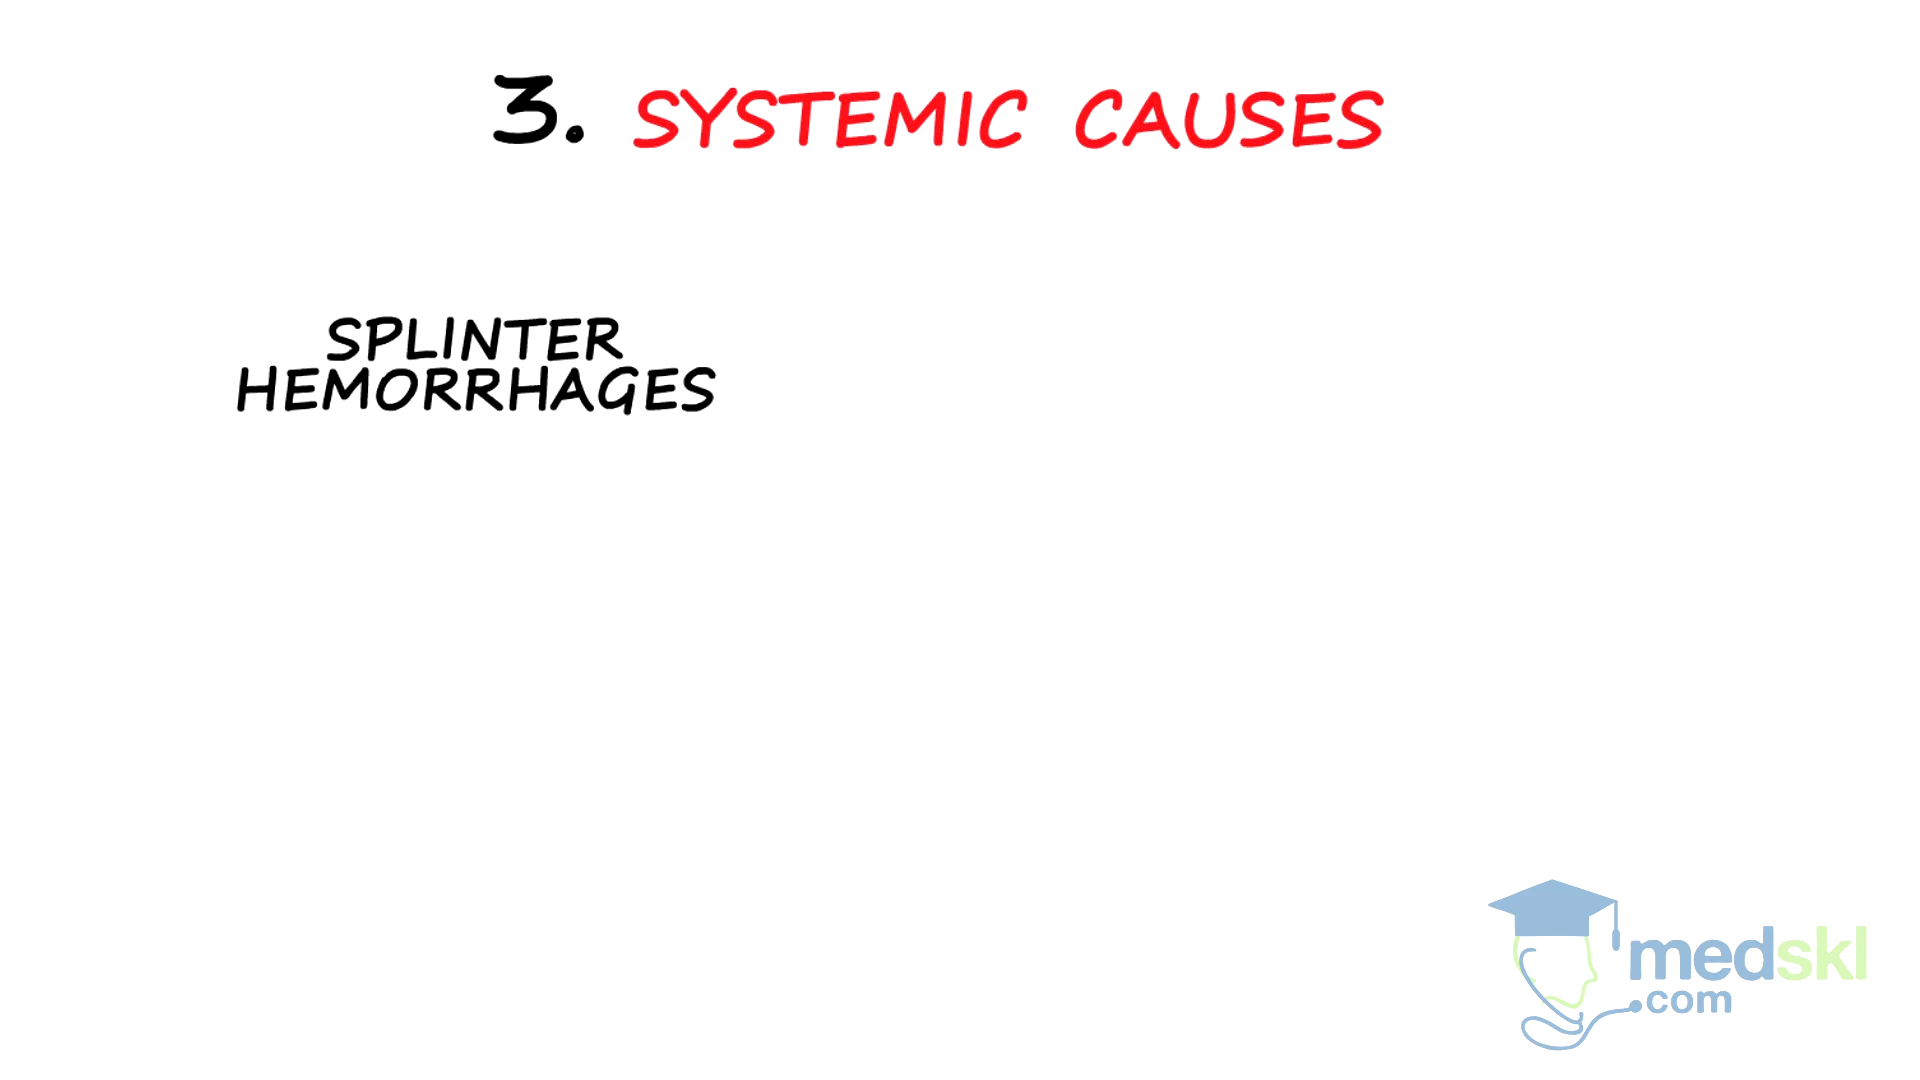 3. SYSTEMIC CAUSES
SPLINTER
HEMORRHAGES
medskl
.com